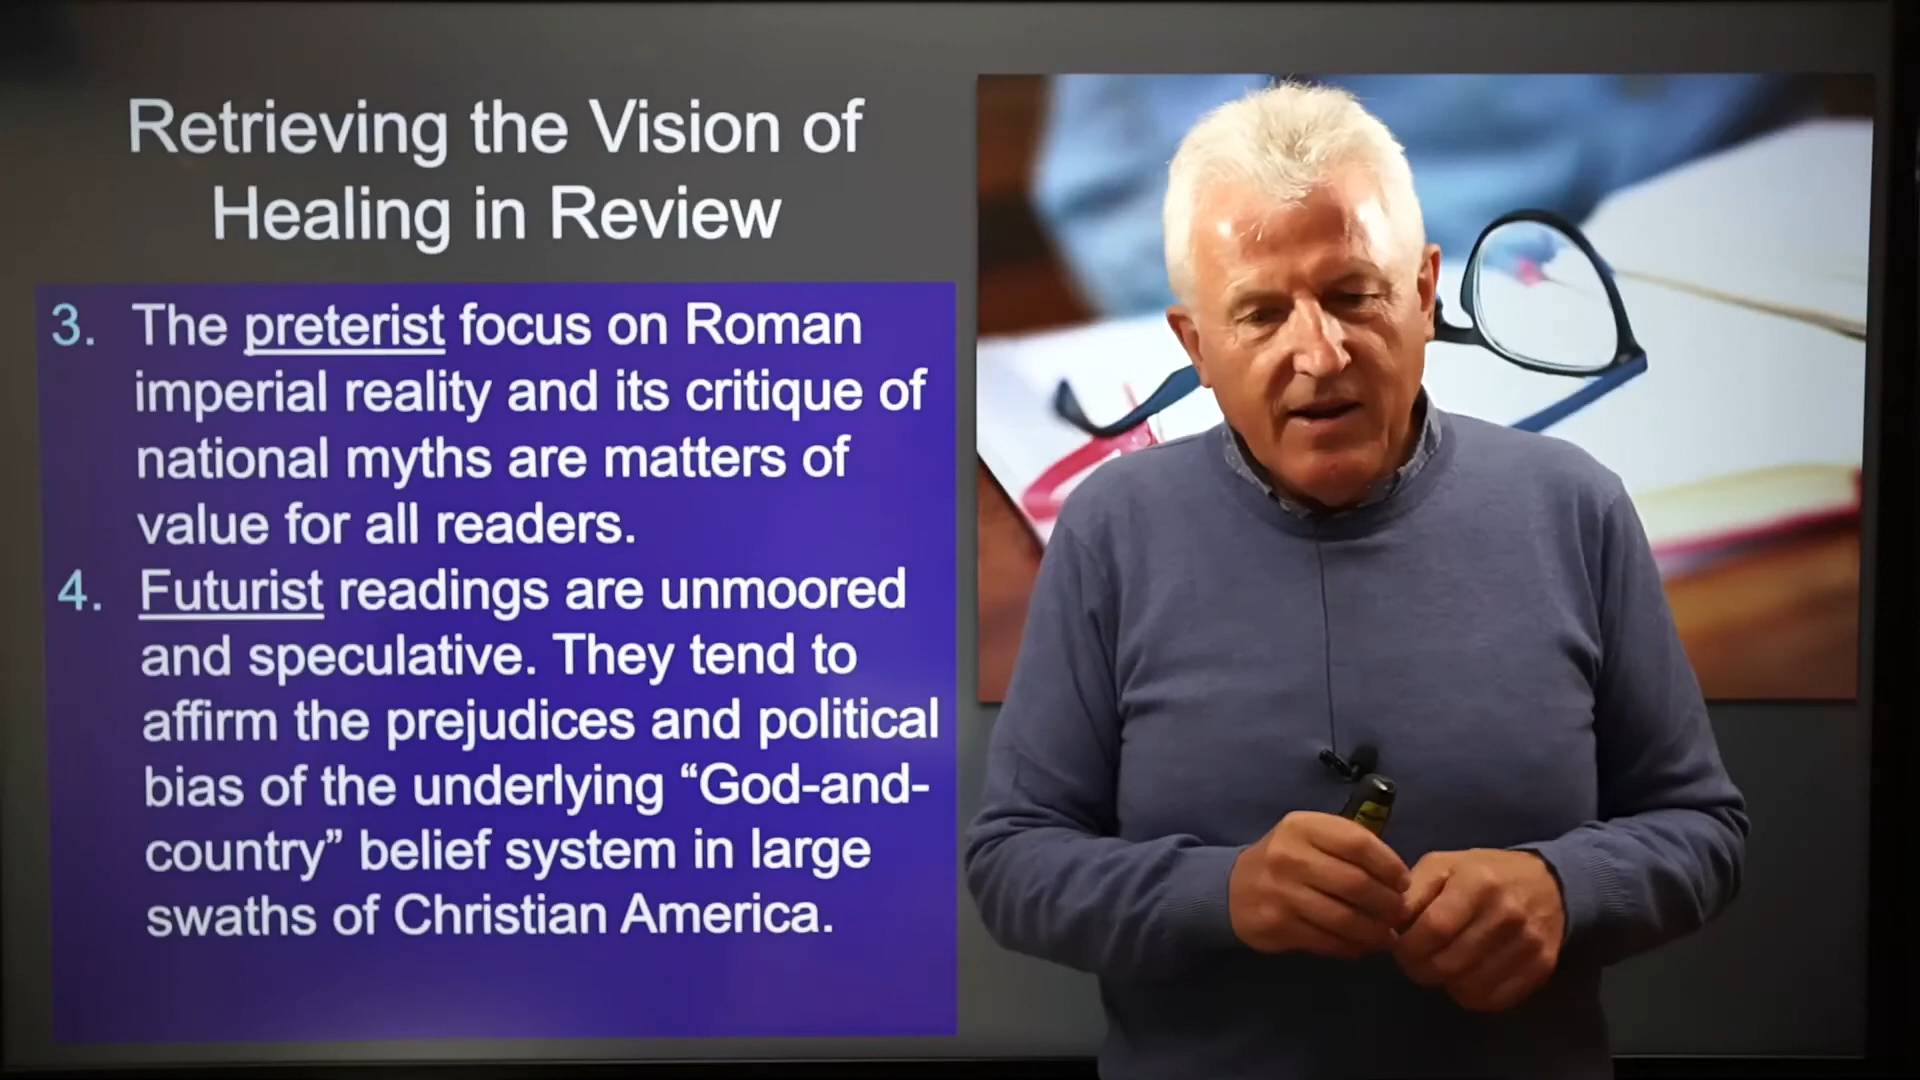 Retrieving the Vision of
Healing in Review
3. The preterist focus on Roman
imperial reality and its critique of
national myths are matters of
value for all readers.
4. Futurist readings are unmoored
and speculative. They tend to
affirm the prejudices and political
bias of the underlying “God-and-
country” belief system in large
swaths of Christian America.